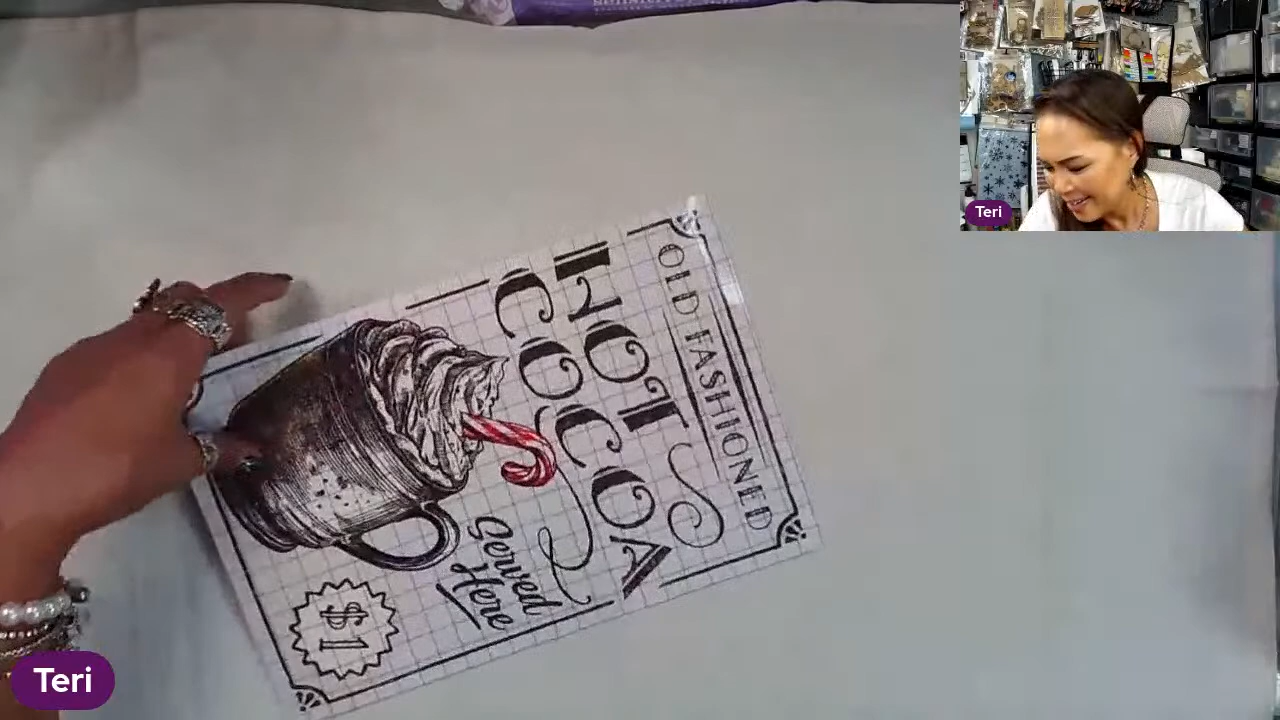 OLD FASHIONED
HOT
COCOA
Served
Here
$1
Teri
Teri